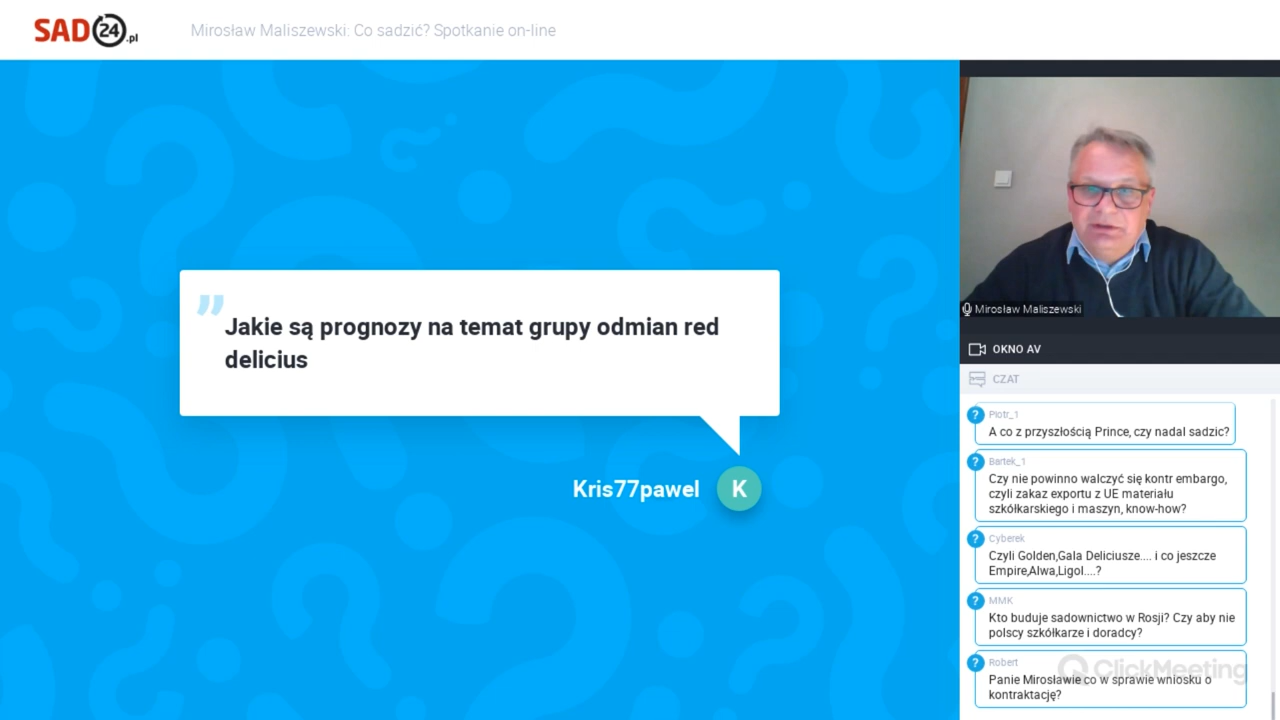 SAD24.pl
Mirosław Maliszewski: Co sadzić? Spotkanie on-line
”
Jakie są prognozy na temat grupy odmian red
delicius
Kris77pawel
K
Mirosław Maliszewski
OKNO AV
CZAT
?
Piotr_1
A co z przyszłością Prince, czy nadal sadzic?
?
Bartek_1
Czy nie powinno walczyć się kontr embargo,
czyli zakaz exportu z UE materiału
szkółkarskiego i maszyn, know-how?
?
Cyberek
Czyli Golden,Gala Deliciusze.... i co jeszcze
Empire,Alwa,Ligol....?
?
MMK
Kto buduje sadownictwo w Rosji? Czy aby nie
polscy szkółkarze i doradcy?
?
Robert
Panie Mirosławie co w sprawie wniosku o
kontraktację?
ClickMeeting